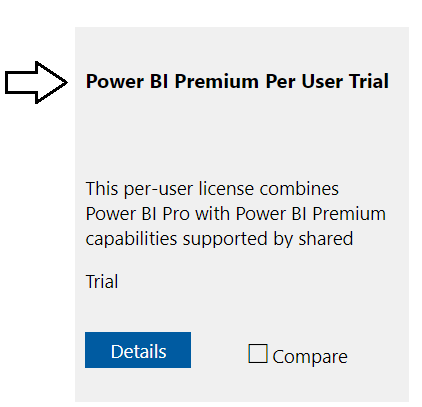 Power BI Premium Per User Trial
This per-user license combines
Power BI Pro with Power BI Premium
capabilities supported by shared
Trial
Details
Compare